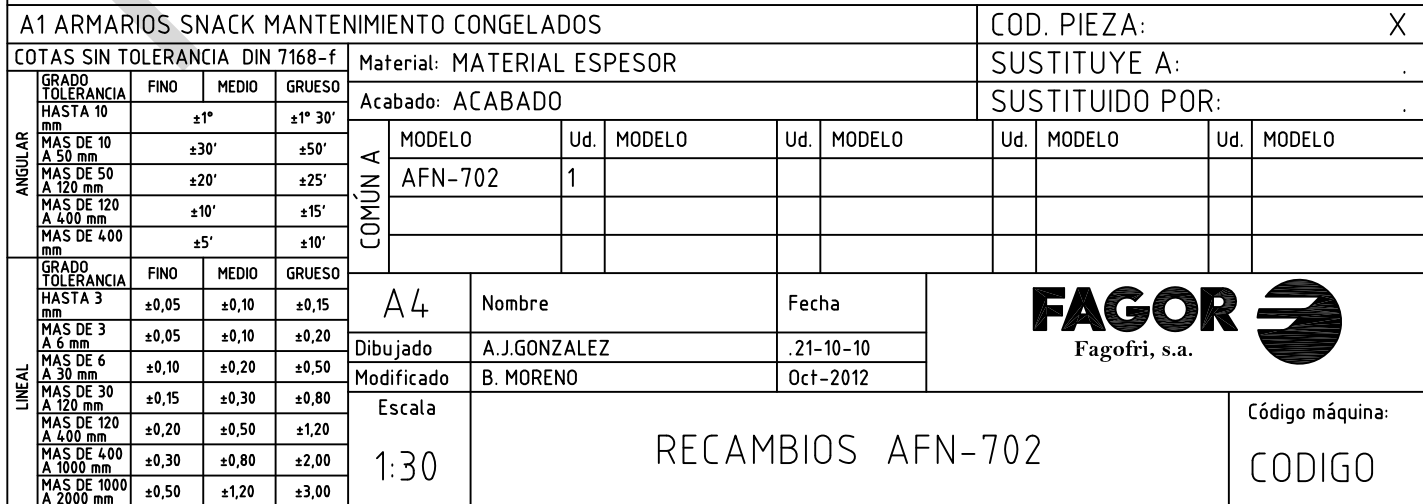 A1 ARMARIOS SNACK MANTENIMIENTO CONGELADOS
COD. PIEZA: X
COTAS SIN TOLERANCIA DIN 7168-f
Material: MATERIAL ESPESOR
SUSTITUYE A: .
Acabado: ACABADO
SUSTITUIDO POR: .
ANGULAR
GRADO TOLERANCIA FINO MEDIO GRUESO
HASTA 10 mm ±1° ±1° 30'
MAS DE 10 A 50 mm ±30' ±50'
MAS DE 50 A 120 mm ±20' ±25'
MAS DE 120 A 400 mm ±10' ±15'
MAS DE 400 mm ±5' ±10'
LINEAL
GRADO TOLERANCIA FINO MEDIO GRUESO
HASTA 3 mm ±0,05 ±0,10 ±0,15
MAS DE 3 A 6 mm ±0,05 ±0,10 ±0,20
MAS DE 6 A 30 mm ±0,10 ±0,20 ±0,50
MAS DE 30 A 120 mm ±0,15 ±0,30 ±0,80
MAS DE 120 A 400 mm ±0,20 ±0,50 ±1,20
MAS DE 400 A 1000 mm ±0,30 ±0,80 ±2,00
MAS DE 1000 A 2000 mm ±0,50 ±1,20 ±3,00
COMÚN A
MODELO Ud. MODELO Ud. MODELO Ud. MODELO Ud. MODELO
AFN-702 1
A4 Nombre Fecha
Dibujado A.J.GONZALEZ .21-10-10
Modificado B. MORENO Oct-2012
FAGOR
Fagofri, s.a.
Escala
1:30
RECAMBIOS AFN-702
Código máquina:
CODIGO